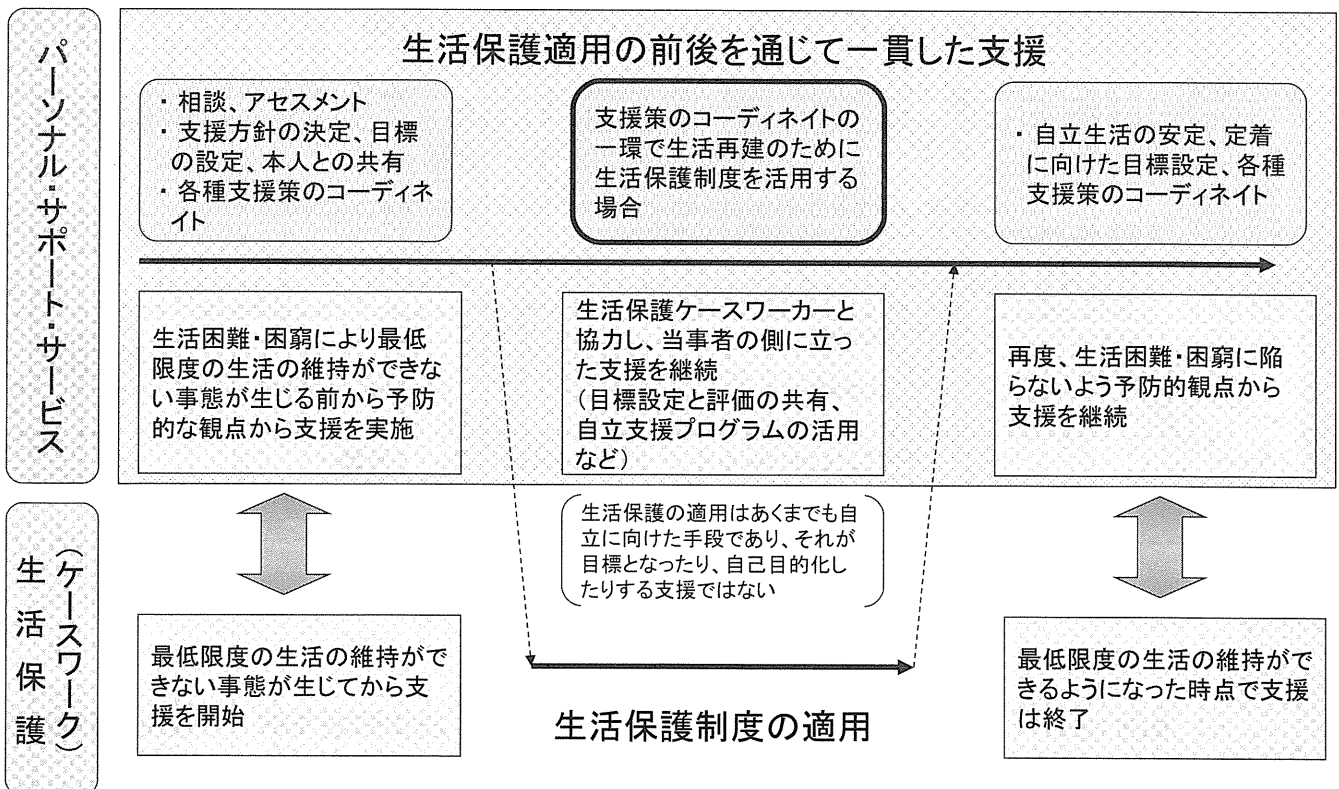 パーソナル・サポート・サービス
生活保護適用の前後を通じて一貫した支援
・ 相談、アセスメント
・ 支援方針の決定、目標
の設定、本人との共有
・ 各種支援策のコーディネ
イト
支援策のコーディネイトの
一環で生活再建のために
生活保護制度を活用する
場合
・ 自立生活の安定、定着
に向けた目標設定、各種
支援策のコーディネイト
生活困難・困窮により最低
限度の生活の維持ができな
い事態が生じる前から予防
的な観点から支援を実施
生活保護ケースワーカーと
協力し、当事者の側に立っ
た支援を継続
(目標設定と評価の共有、
自立支援プログラムの活用
など)
再度、生活困難・困窮に陥
らないよう予防的観点から
支援を継続
生活保護
(ケースワーク)
生活保護の適用はあくまでも自
立に向けた手段であり、それが
目標となったり、自己目的化し
たりする支援ではない
最低限度の生活の維持がで
きない事態が生じてから支
援を開始
生活保護制度の適用
最低限度の生活の維持がで
きるようになった時点で支援
は終了